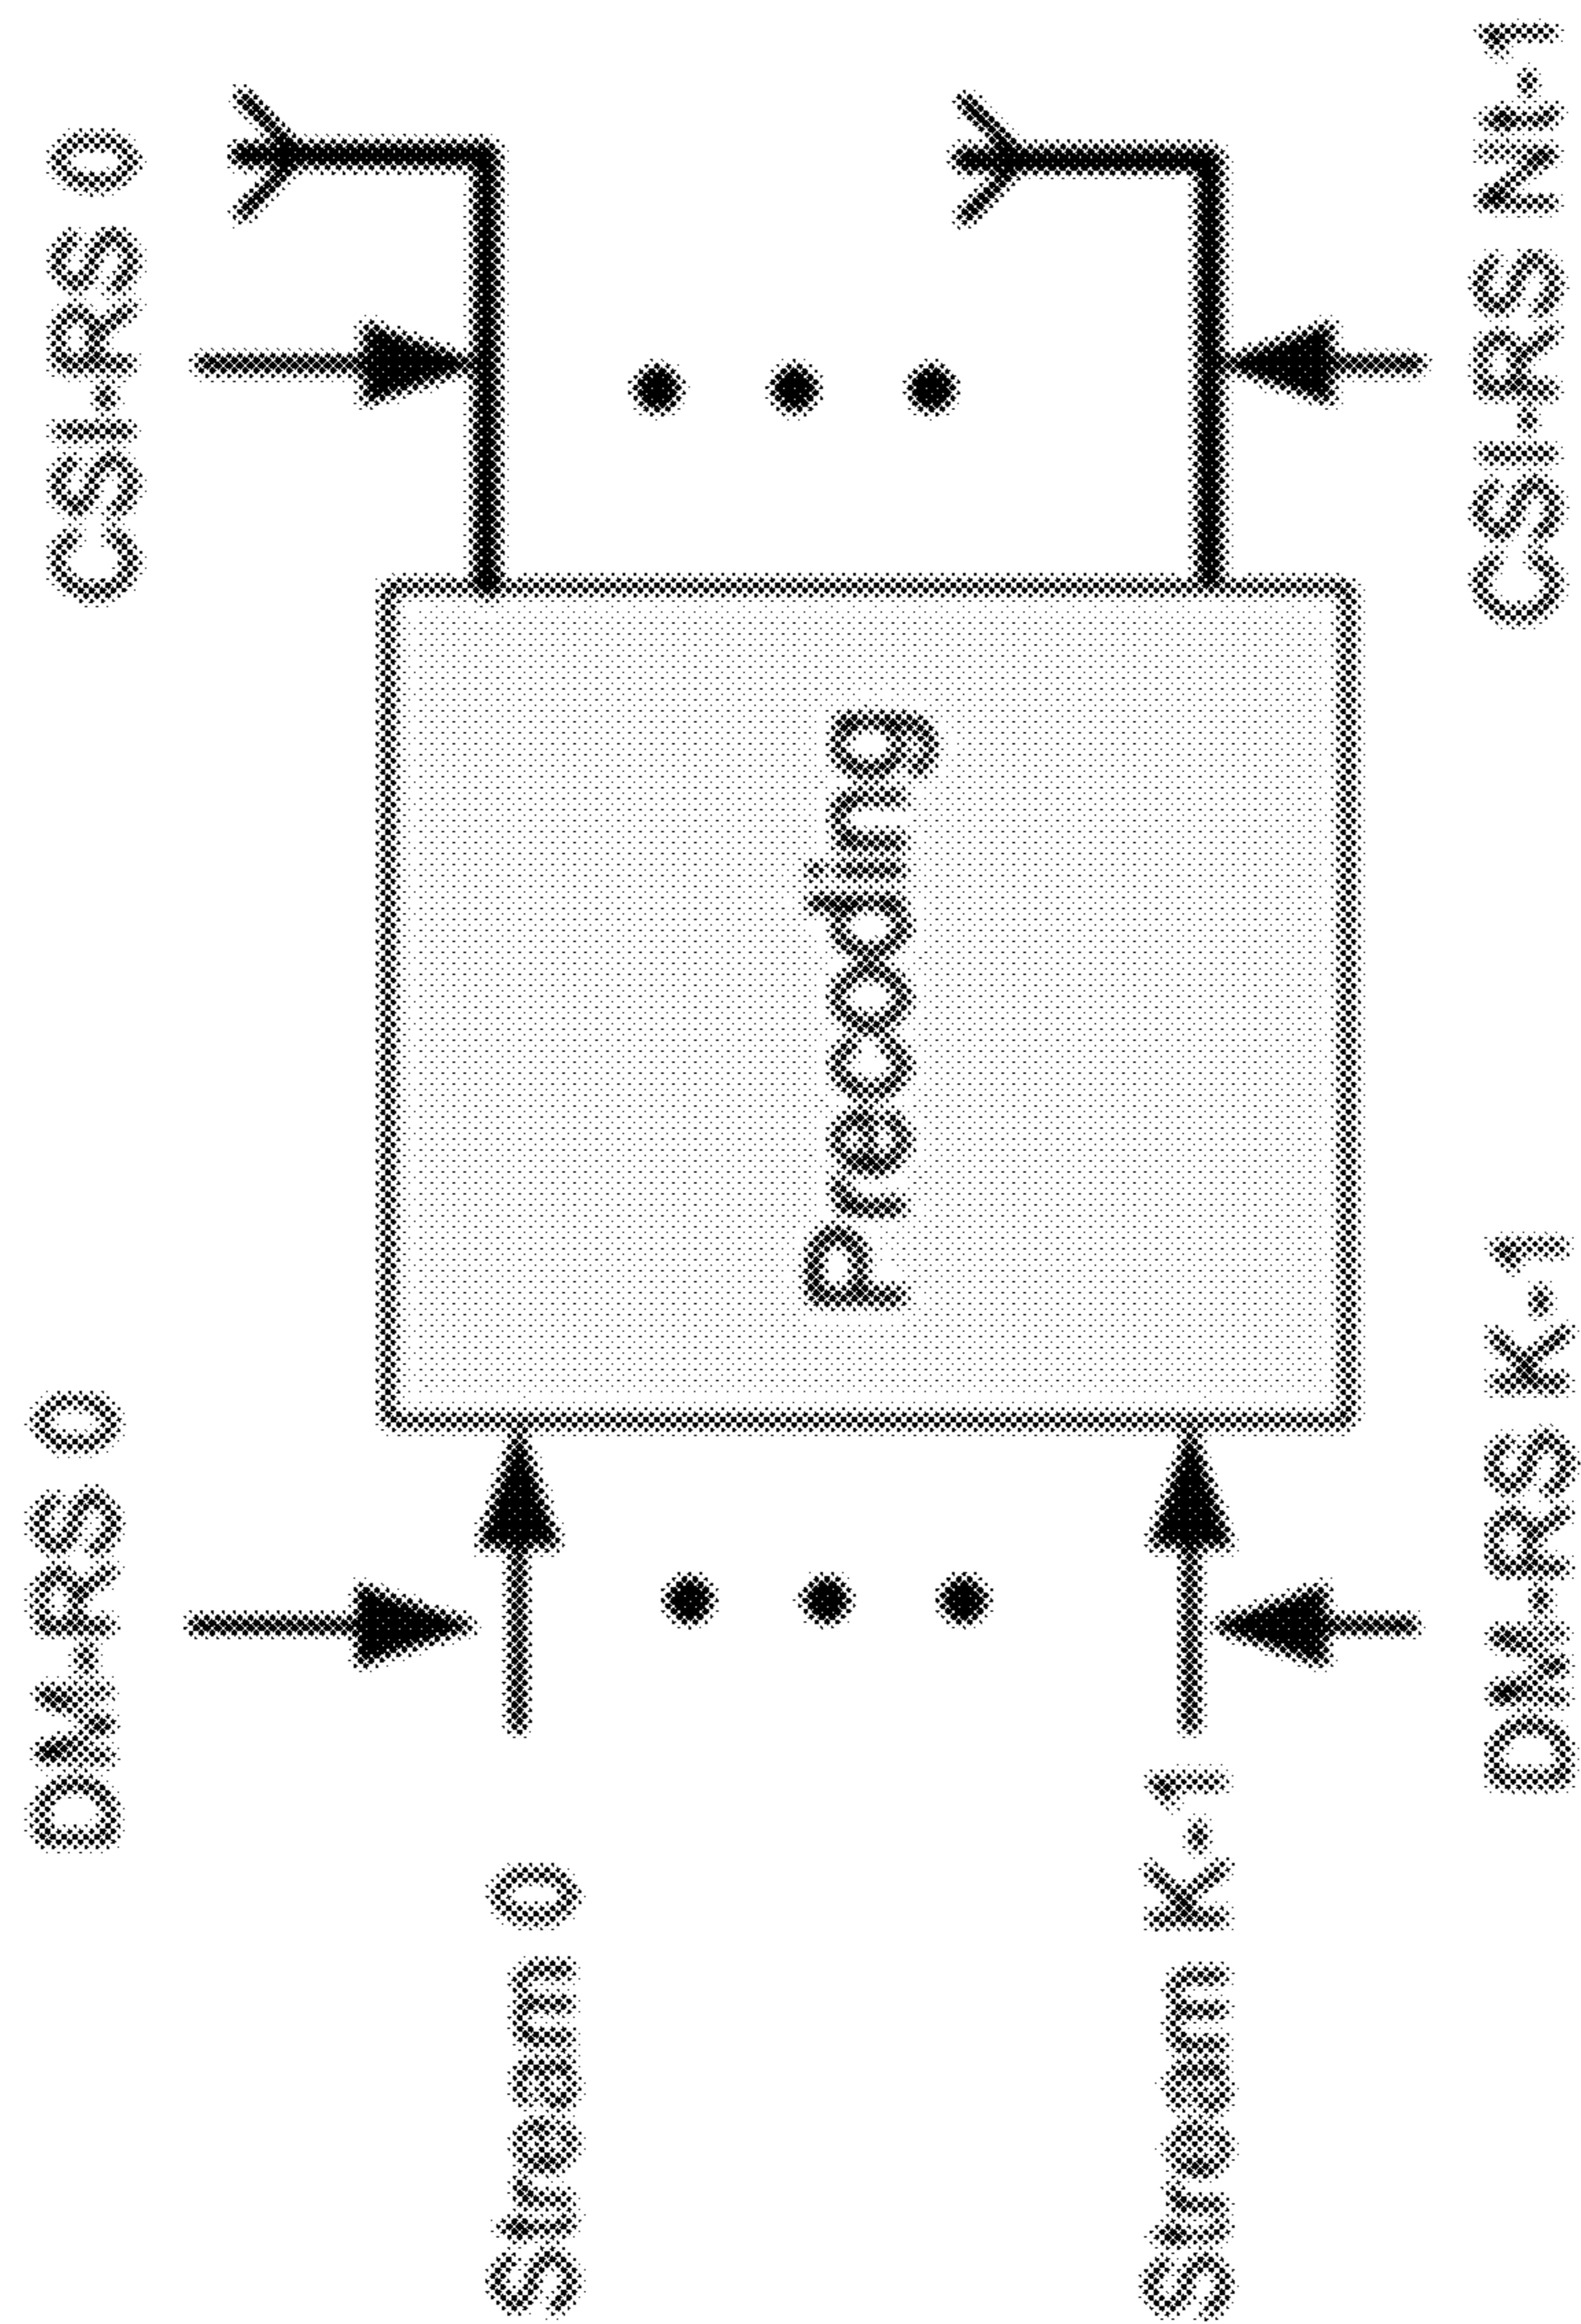 DM-RS 0
CSI-RS 0
Stream 0
Precoding
Stream K-1
DM-RS K-1
CSI-RS Nt-1